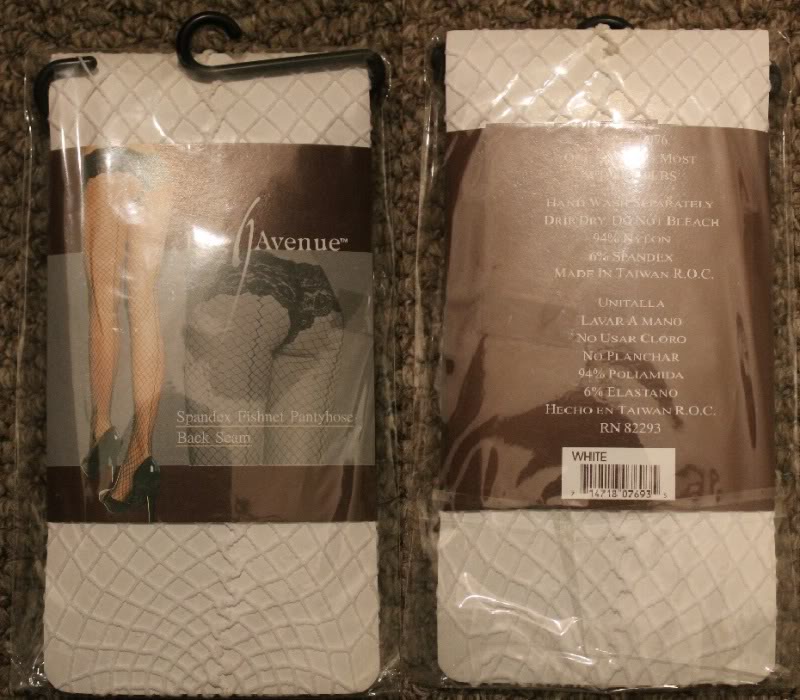 Avenue™
Spandex Fishnet Pantyhose
Back Seam
Most
Hand Wash Separately
Drip Dry, Do Not Bleach
94% Nylon
6% Spandex
Made In Taiwan R.O.C.
Unitalla
Lavar A Mano
No Usar Cloro
No Planchar
94% Poliamida
6% Elastano
Hecho en Taiwan R.O.C.
RN 82293
WHITE
7 14718 07693 5